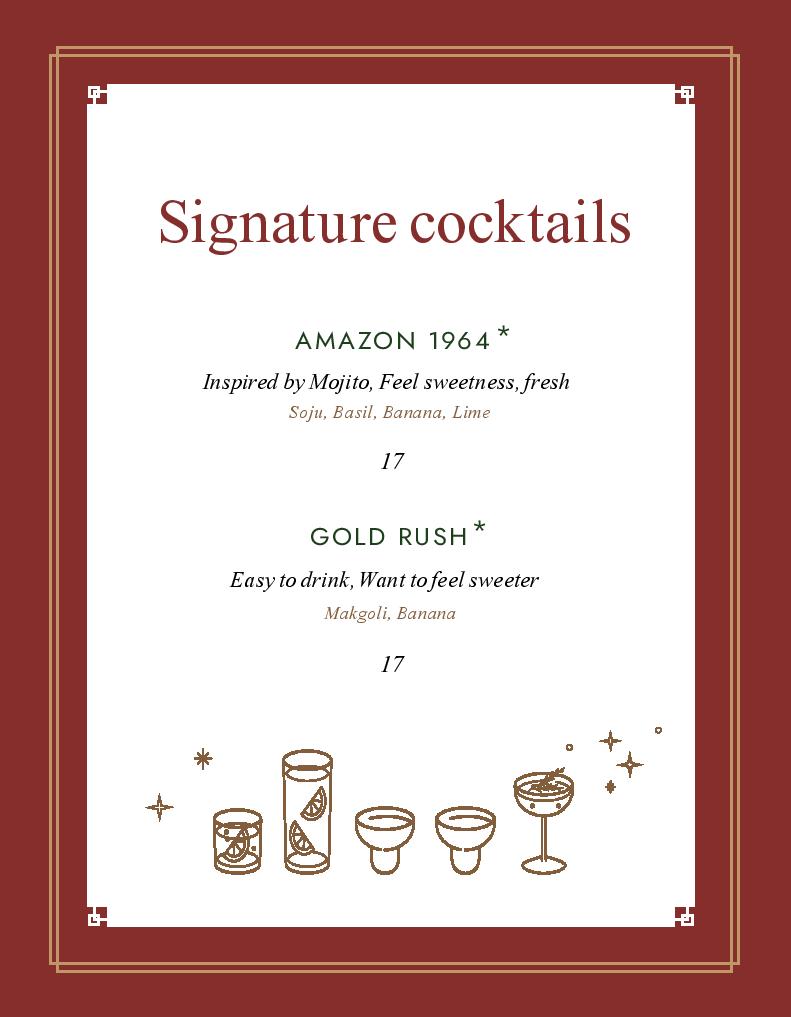 Signature cocktails
AMAZON 1964*
Inspired by Mojito, Feel sweetness, fresh
Soju, Basil, Banana, Lime
17
GOLD RUSH*
Easy to drink, Want to feel sweeter
Makgoli, Banana
17